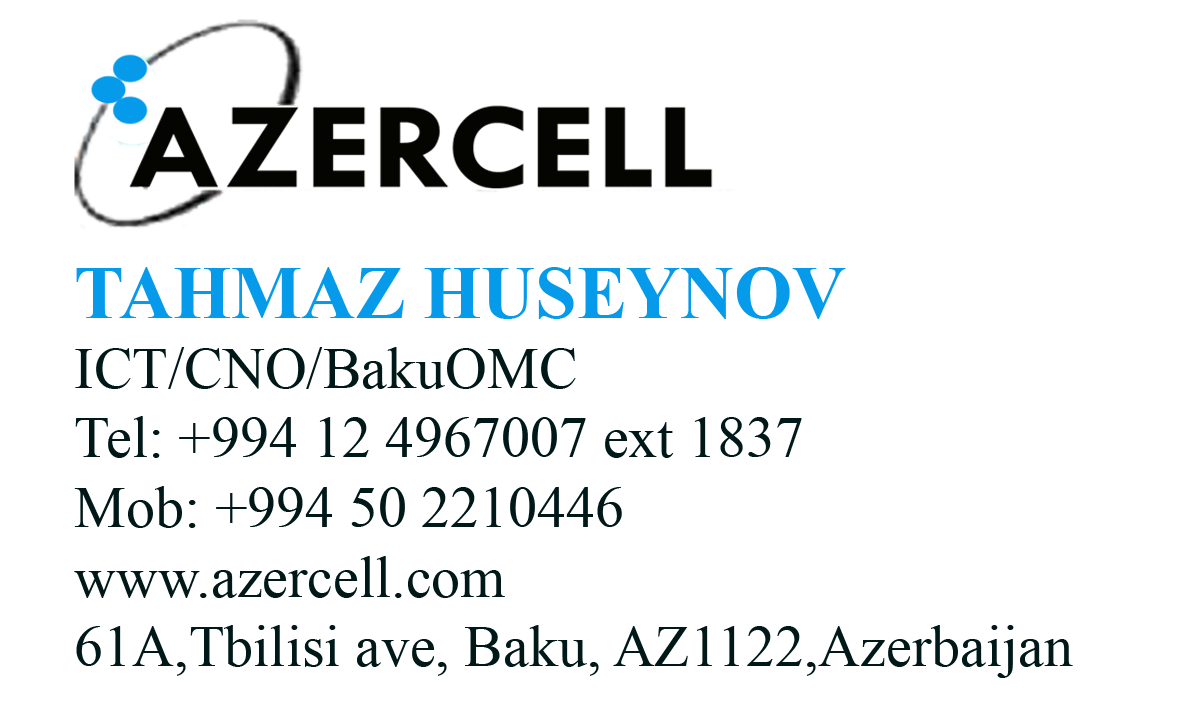 AZERCELL
TAHMAZ HUSEYNOV
ICT/CNO/BakuOMC
Tel: +994 12 4967007 ext 1837
Mob: +994 50 2210446
www.azercell.com
61A,Tbilisi ave, Baku, AZ1122,Azerbaijan